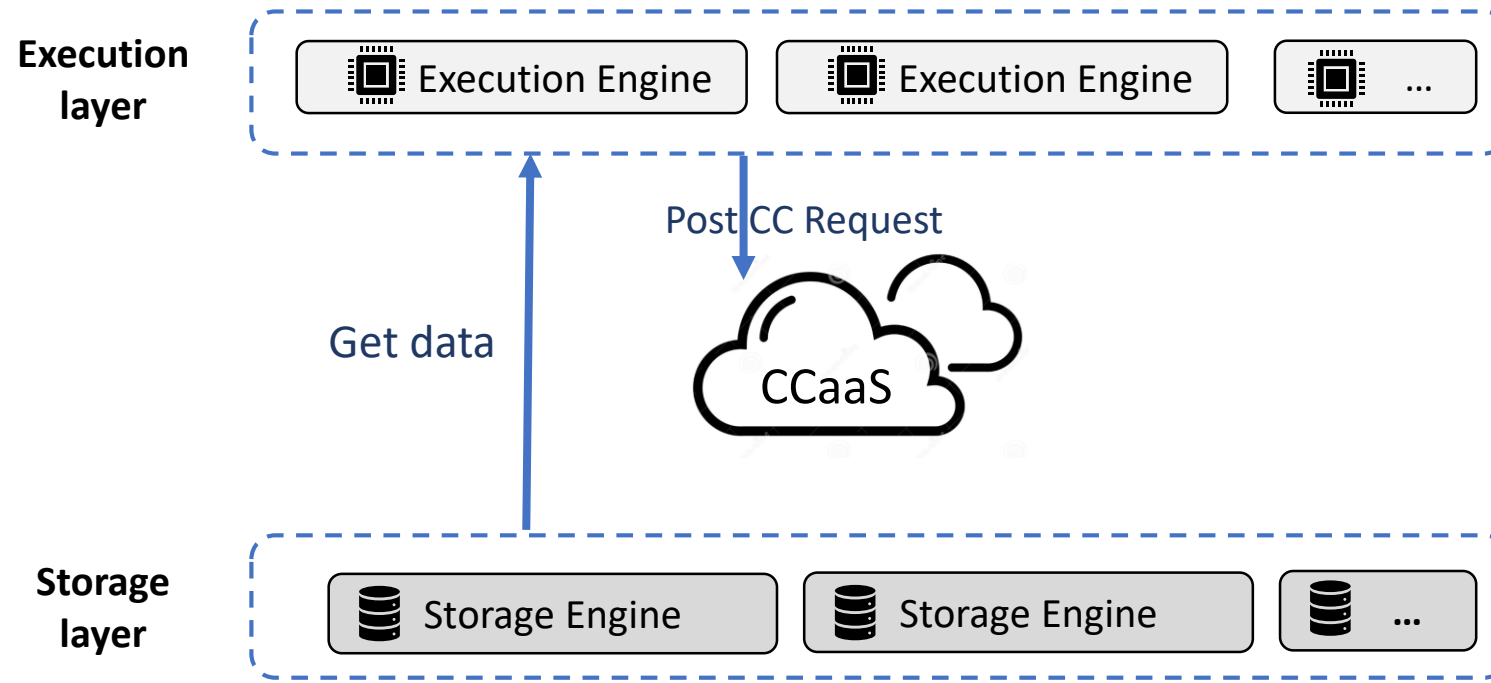 Execution
layer
Execution Engine
Execution Engine
...
Post CC Request
Get data
CCaaS
Storage
layer
Storage Engine
Storage Engine
...